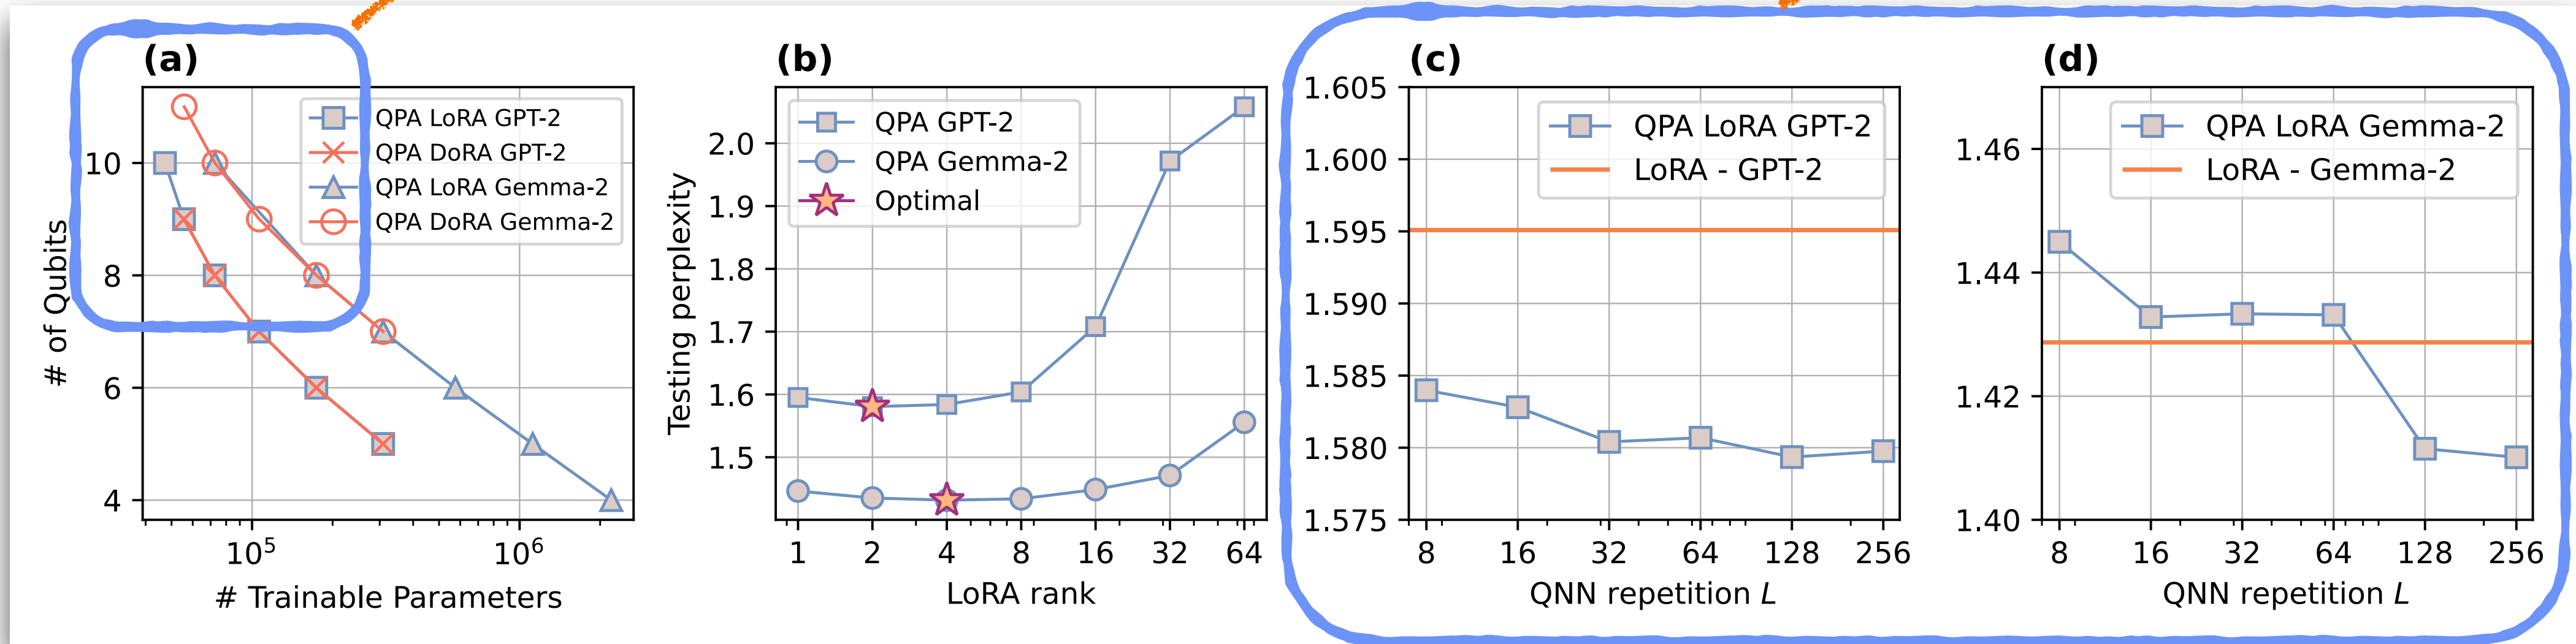 (a)
QPA LoRA GPT-2
QPA DoRA GPT-2
QPA LoRA Gemma-2
QPA DoRA Gemma-2
10
8
6
4
# of Qubits
10⁵
10⁶
# Trainable Parameters
(b)
QPA GPT-2
QPA Gemma-2
Optimal
2.0
1.9
1.8
1.7
1.6
1.5
Testing perplexity
1
2
4
8
16
32
64
LoRA rank
(c)
QPA LoRA GPT-2
LoRA - GPT-2
1.605
1.600
1.595
1.590
1.585
1.580
1.575
8
16
32
64
128
256
QNN repetition L
(d)
QPA LoRA Gemma-2
LoRA - Gemma-2
1.46
1.44
1.42
1.40
8
16
32
64
128
256
QNN repetition L